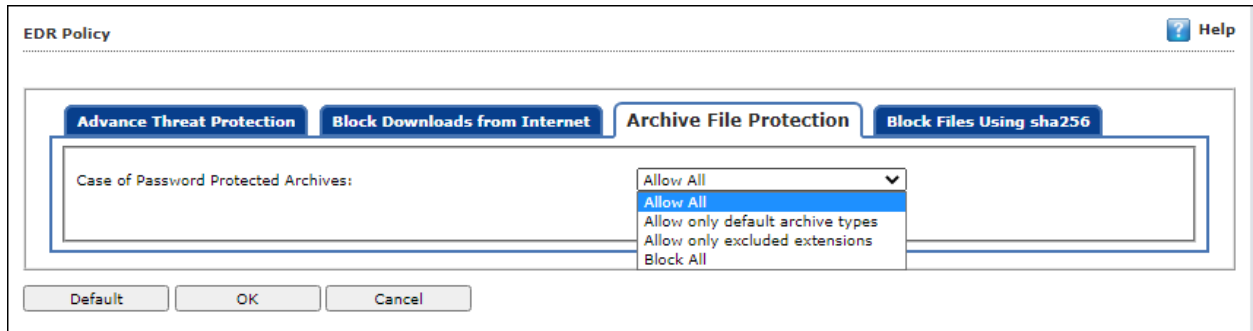 EDR Policy
? Help
Advance Threat Protection
Block Downloads from Internet
Archive File Protection
Block Files Using sha256
Case of Password Protected Archives:
Allow All
Allow All
Allow only default archive types
Allow only excluded extensions
Block All
Default
OK
Cancel